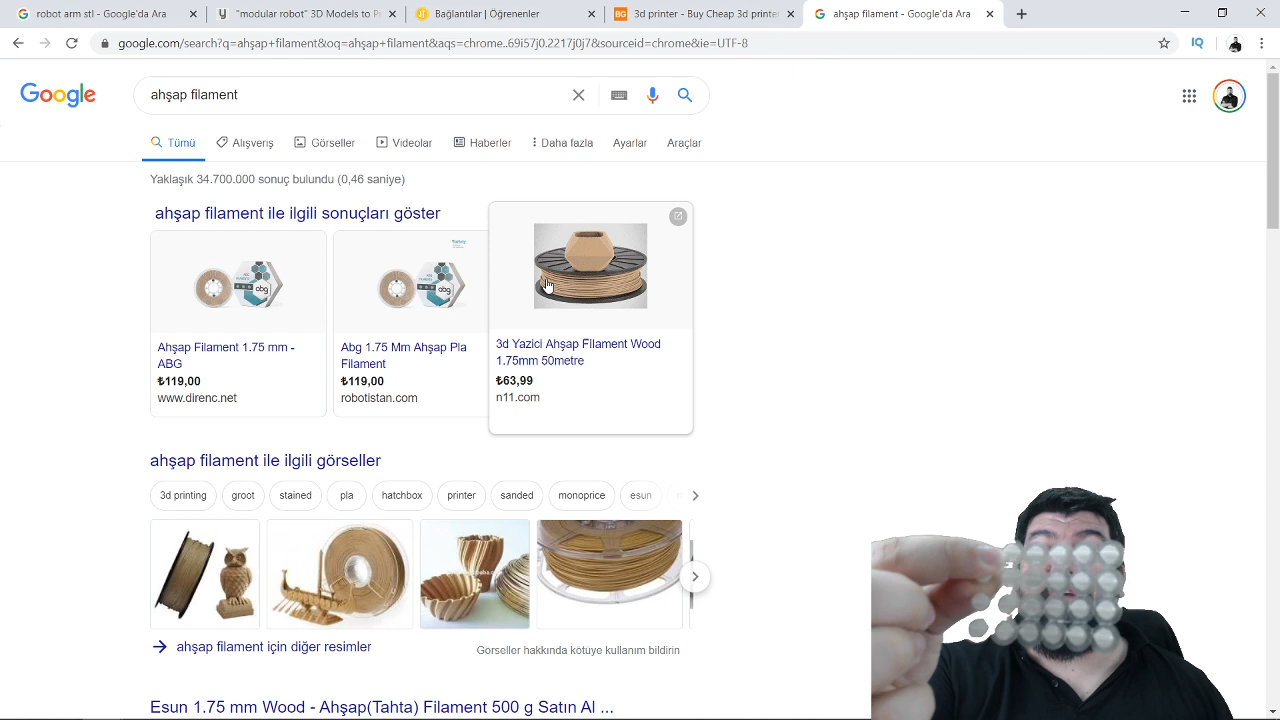 robot arm stl - Google'da Ara
"modular robot" 3D Models to P
Bağlantılar | Öğrenenler
3d printer - Buy Cheap 3d printer
ahşap filament - Google'da Ara
google.com/search?q=ahşap+filament&oq=ahşap+filament&aqs=chrome..69i57j0.2217j0j7&sourceid=chrome&ie=UTF-8
IQ
Google
ahşap filament
Tümü
Alışveriş
Görseller
Videolar
Haberler
Daha fazla
Ayarlar
Araçlar
Yaklaşık 34.700.000 sonuç bulundu (0,46 saniye)
ahşap filament ile ilgili sonuçları göster
Ahşap Filament 1.75 mm -
ABG
₺119,00
www.direnc.net
Abg 1.75 Mm Ahşap Pla
Filament
₺119,00
robotistan.com
3d Yazici Ahşap Filament Wood
1.75mm 50metre
₺63,99
n11.com
ahşap filament ile ilgili görseller
3d printing
groot
stained
pla
hatchbox
printer
sanded
monoprice
esun
ahşap filament için diğer resimler
Görseller hakkında kötüye kullanım bildirin
Esun 1.75 mm Wood - Ahşap(Tahta) Filament 500 g Satın Al ...